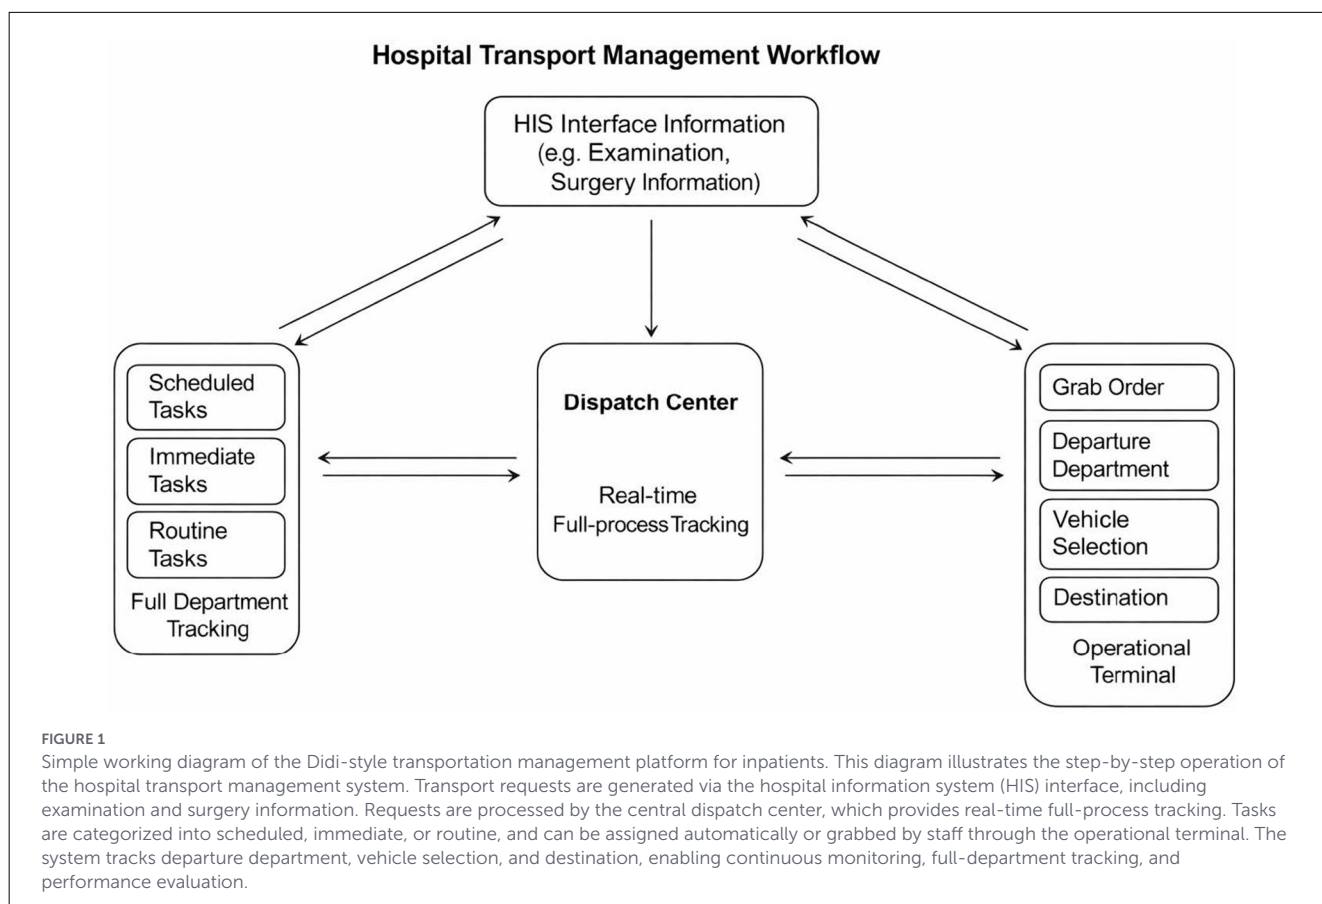 Hospital Transport Management Workflow
HIS Interface Information
(e.g. Examination,
Surgery Information)
Scheduled
Tasks
Immediate
Tasks
Routine
Tasks
Full Department
Tracking
Dispatch Center
Real-time
Full-process Tracking
Grab Order
Departure
Department
Vehicle
Selection
Destination
Operational
Terminal
FIGURE 1
Simple working diagram of the Didi-style transportation management platform for inpatients. This diagram illustrates the step-by-step operation of
the hospital transport management system. Transport requests are generated via the hospital information system (HIS) interface, including
examination and surgery information. Requests are processed by the central dispatch center, which provides real-time full-process tracking. Tasks
are categorized into scheduled, immediate, or routine, and can be assigned automatically or grabbed by staff through the operational terminal. The
system tracks departure department, vehicle selection, and destination, enabling continuous monitoring, full-department tracking, and
performance evaluation.